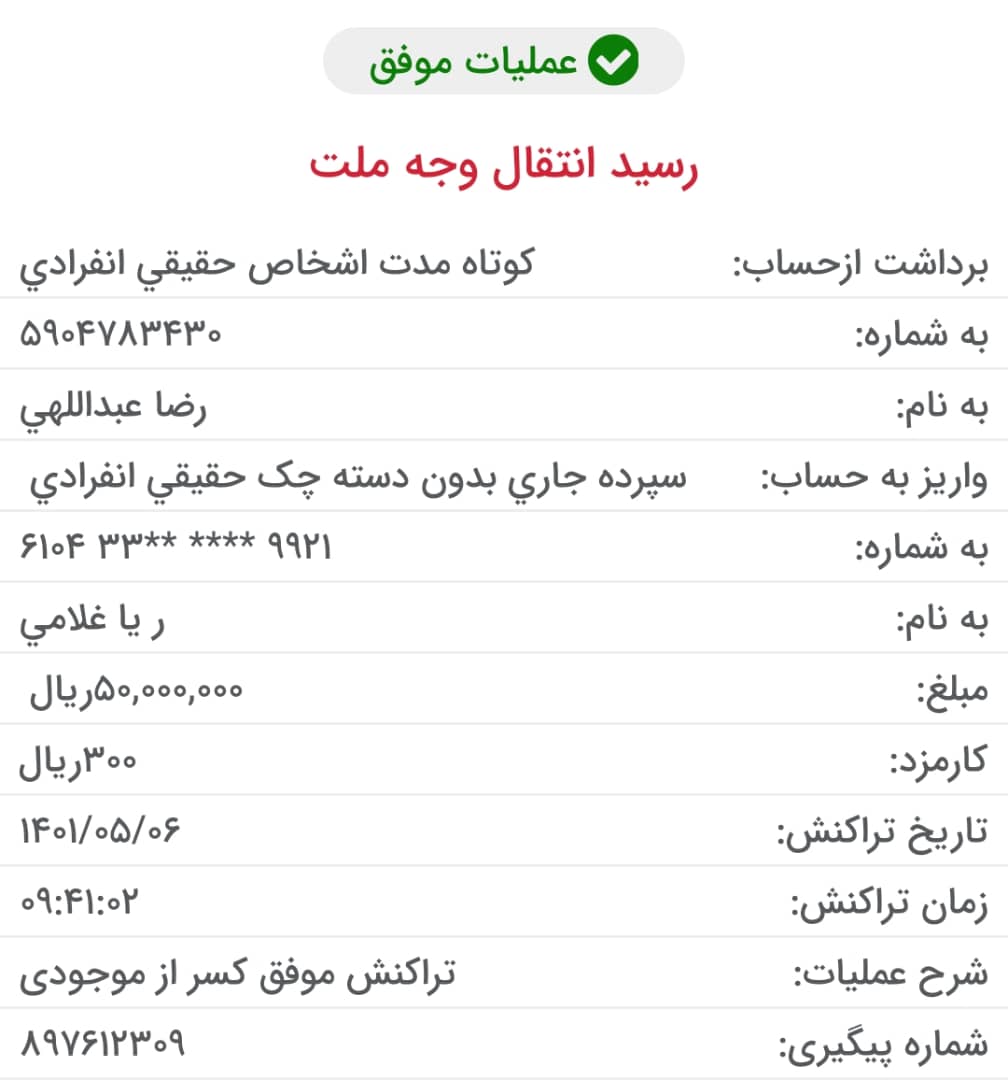 عملیات موفق
رسید انتقال وجه ملت
برداشت ازحساب: کوتاه مدت اشخاص حقيقي انفرادي
به شماره: ۵۹۰۴۷۸۳۴۳۰
به نام: رضا عبداللهي
واریز به حساب: سپرده جاري بدون دسته چک حقيقي انفرادي
به شماره: ۶۱۰۴ ۳۳** **** ۹۹۲۱
به نام: ر یا غلامي
مبلغ: ۵۰,۰۰۰,۰۰۰ریال
کارمزد: ۳۰۰ریال
تاریخ تراکنش: ۱۴۰۱/۰۵/۰۶
زمان تراکنش: ۰۹:۴۱:۰۲
شرح عملیات: تراکنش موفق کسر از موجودی
شماره پیگیری: ۸۹۷۶۱۲۳۰۹